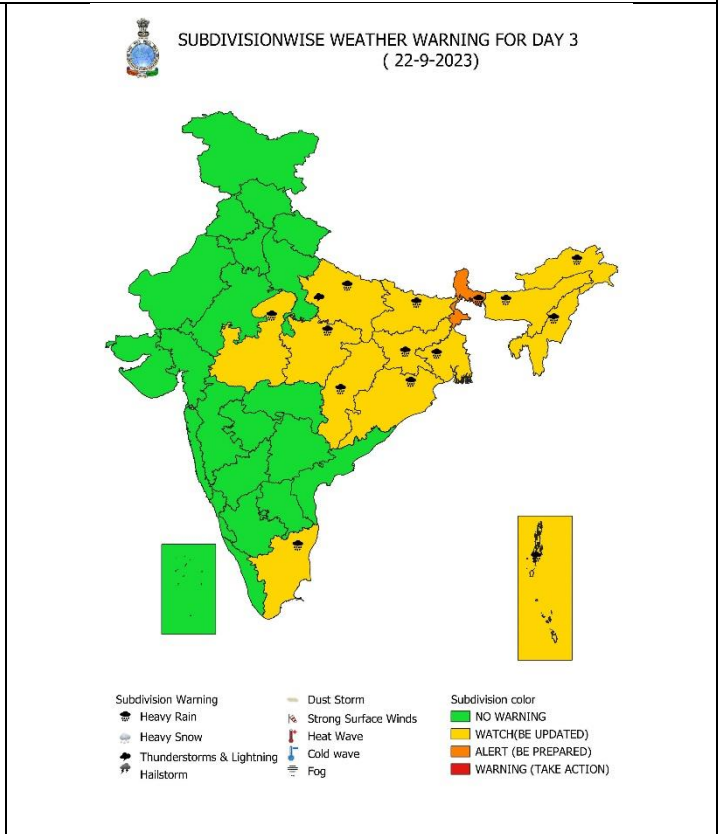 SUBDIVISIONWISE WEATHER WARNING FOR DAY 3
( 22-9-2023)
Subdivision Warning
Heavy Rain
Heavy Snow
Thunderstorms & Lightning
Hailstorm
Dust Storm
Strong Surface Winds
Heat Wave
Cold wave
Fog
Subdivision color
NO WARNING
WATCH(BE UPDATED)
ALERT (BE PREPARED)
WARNING (TAKE ACTION)